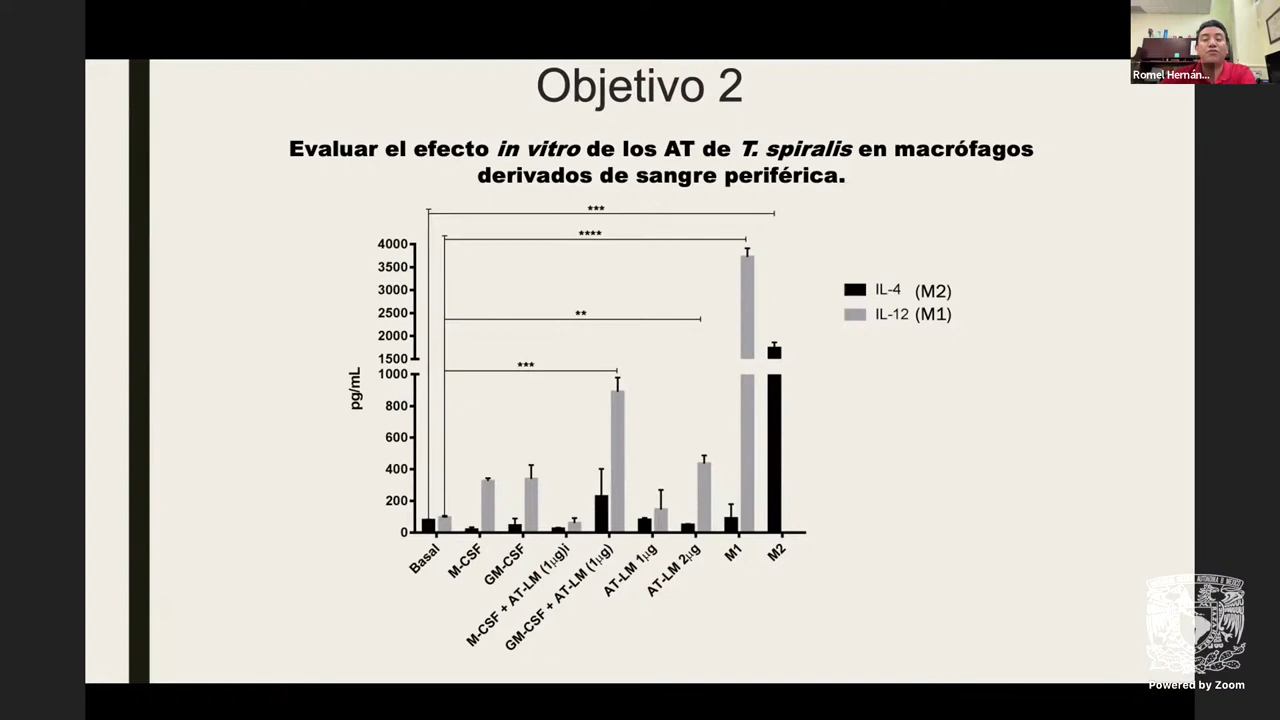 Objetivo 2
Romel Hernán...
Evaluar el efecto in vitro de los AT de T. spiralis en macrófagos
derivados de sangre periférica.
***
****
**
***
4000
3500
3000
2500
2000
1500
1000
800
600
400
200
0
pg/mL
IL-4 (M2)
IL-12 (M1)
Basal
M-CSF
GM-CSF
M-CSF + AT-LM (1µg)i
GM-CSF + AT-LM (1µg)
AT-LM 1µg
AT-LM 2µg
M1
M2
Powered by Zoom